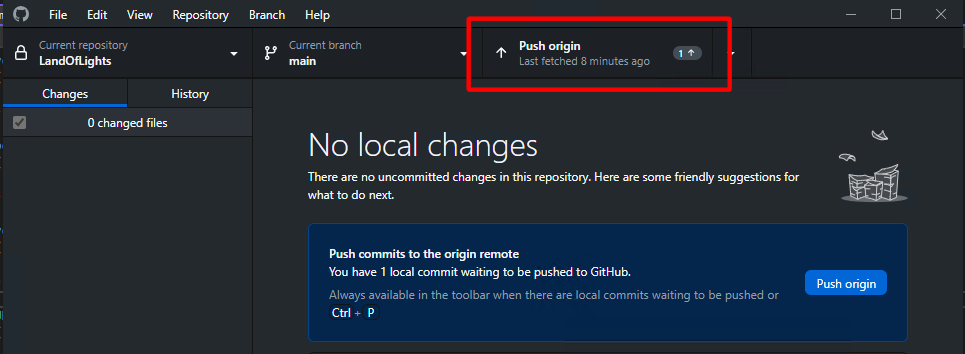 File Edit View Repository Branch Help
Current repository
LandOfLights
Current branch
main
Push origin
Last fetched 8 minutes ago
1
Changes
History
0 changed files
No local changes
There are no uncommitted changes in this repository. Here are some friendly suggestions for
what to do next.
Push commits to the origin remote
You have 1 local commit waiting to be pushed to GitHub.
Always available in the toolbar when there are local commits waiting to be pushed or
Ctrl + P
Push origin